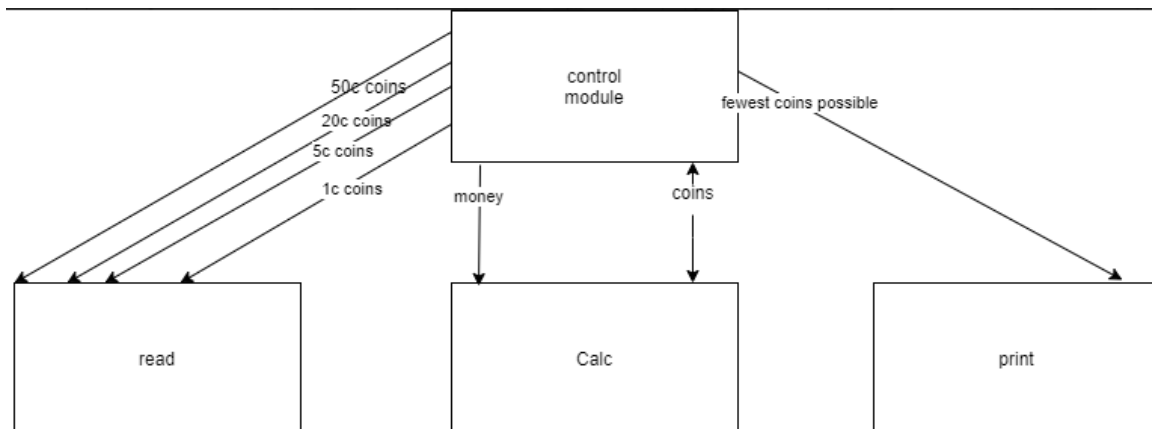 control
module
50c coins
fewest coins possible
20c coins
5c coins
1c coins
money
coins
read
Calc
print